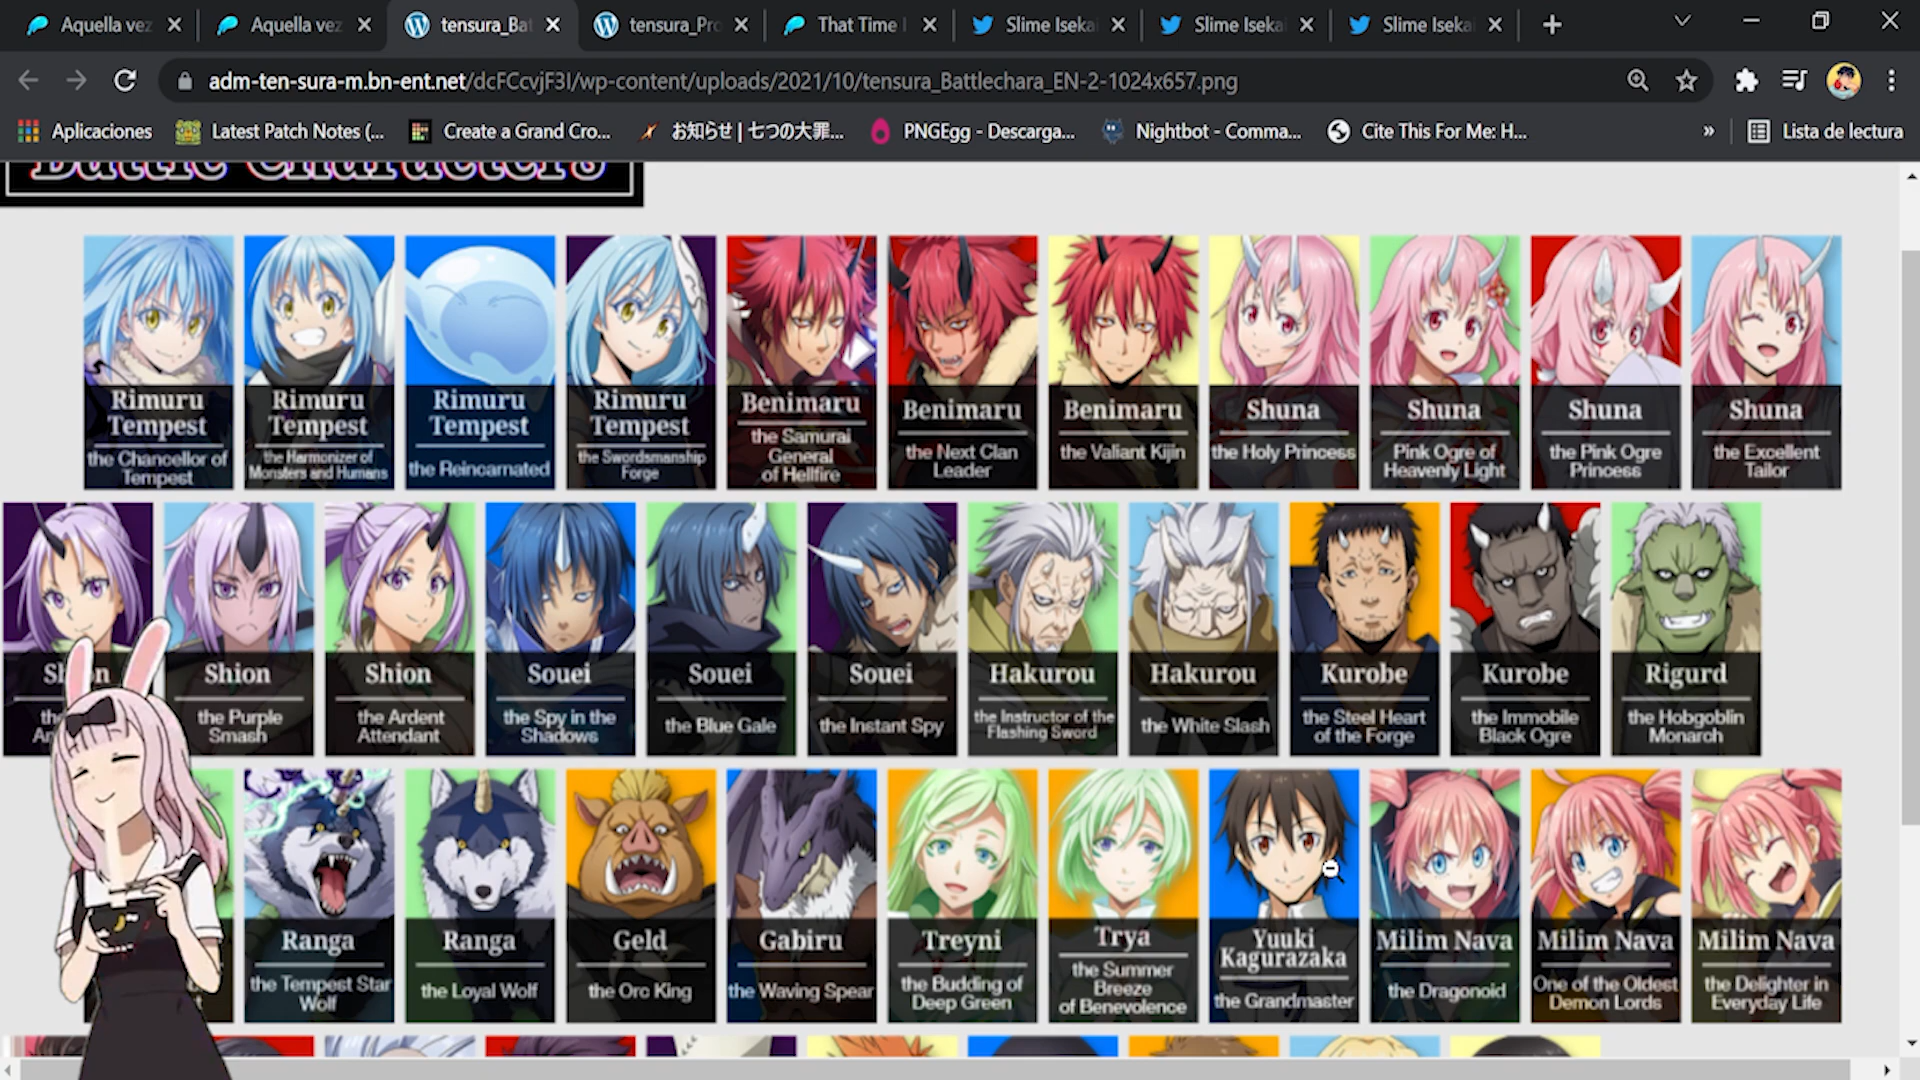 Aquella vez
Aquella vez
tensura_Bat
tensura_Pro
That Time I
Slime Isekai
Slime Isekai
Slime Isekai
adm-ten-sura-m.bn-ent.net/dcFCcvjF3I/wp-content/uploads/2021/10/tensura_Battlechara_EN-2-1024x657.png
Aplicaciones
Latest Patch Notes (...
Create a Grand Cro...
お知らせ | 七つの大罪...
PNGEgg - Descarga...
Nightbot - Comma...
Cite This For Me: H...
»
Lista de lectura
Battle Characters
Rimuru
Tempest
the Chancellor of
Tempest
Rimuru
Tempest
the Harmonizer of
Monsters and Humans
Rimuru
Tempest
the Reincarnated
Rimuru
Tempest
the Swordsmanship
Forge
Benimaru
the Samurai
General
of Hellfire
Benimaru
the Next Clan
Leader
Benimaru
the Valiant Kijin
Shuna
the Holy Princess
Shuna
Pink Ogre of
Heavenly Light
Shuna
the Pink Ogre
Princess
Shuna
the Excellent
Tailor
Shion
Shion
the Purple
Smash
Shion
the Ardent
Attendant
Souei
the Spy in the
Shadows
Souei
the Blue Gale
Souei
the Instant Spy
Hakurou
the Instructor of the
Flashing Sword
Hakurou
the White Slash
Kurobe
the Steel Heart
of the Forge
Kurobe
the Immobile
Black Ogre
Rigurd
the Hobgoblin
Monarch
Ranga
the Tempest Star
Wolf
Ranga
the Loyal Wolf
Geld
the Orc King
Gabiru
the Waving Spear
Treyni
the Budding of
Deep Green
Trya
the Summer
Breeze
of Benevolence
Yuuki
Kagurazaka
the Grandmaster
Milim Nava
the Dragonoid
Milim Nava
One of the Oldest
Demon Lords
Milim Nava
the Delighter in
Everyday Life